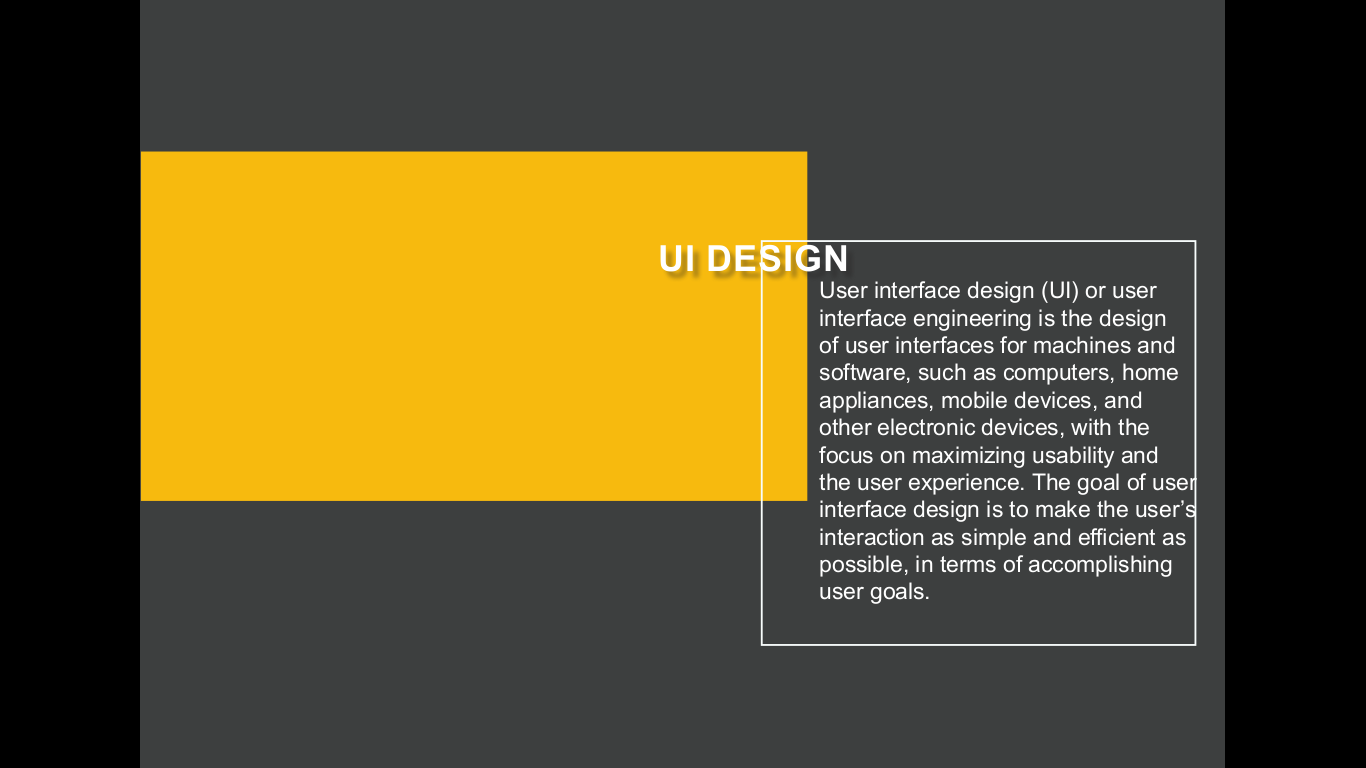 UI DESIGN
User interface design (UI) or user
interface engineering is the design
of user interfaces for machines and
software, such as computers, home
appliances, mobile devices, and
other electronic devices, with the
focus on maximizing usability and
the user experience. The goal of user
interface design is to make the user’s
interaction as simple and efficient as
possible, in terms of accomplishing
user goals.